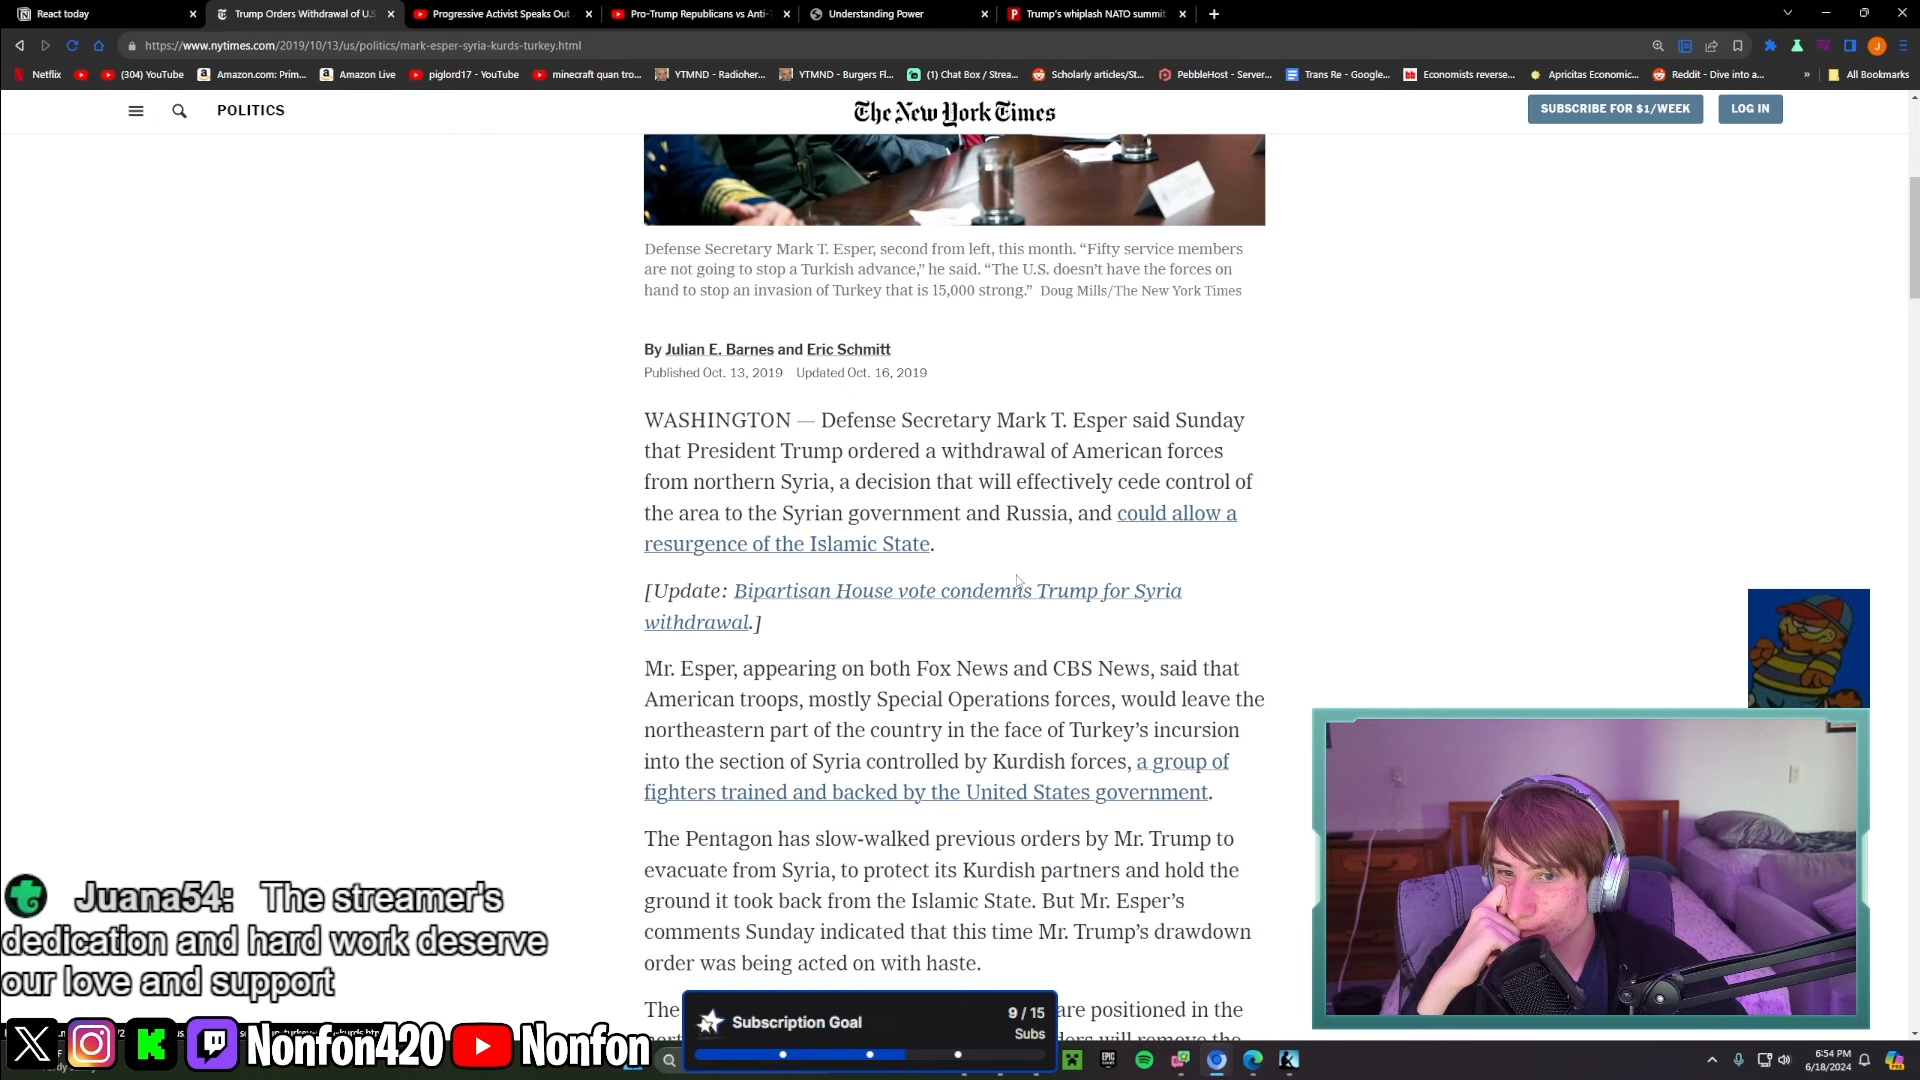 React today
Trump Orders Withdrawal of U.S
Progressive Activist Speaks Out
Pro-Trump Republicans vs Anti-T
Understanding Power
Trump's whiplash NATO summit
https://www.nytimes.com/2019/10/13/us/politics/mark-esper-syria-kurds-turkey.html
Netflix
(304) YouTube
Amazon.com: Prim...
Amazon Live
piglord17 - YouTube
minecraft quan tro...
YTMND - Radioher...
YTMND - Burgers Fl...
(1) Chat Box / Strea...
Scholarly articles/St...
PebbleHost - Server...
Trans Re - Google...
Economists reverse...
Apricitas Economic...
Reddit - Dive into a...
All Bookmarks
POLITICS
The New York Times
SUBSCRIBE FOR $1/WEEK
LOG IN
Defense Secretary Mark T. Esper, second from left, this month. “Fifty service members
are not going to stop a Turkish advance,” he said. “The U.S. doesn’t have the forces on
hand to stop an invasion of Turkey that is 15,000 strong.” Doug Mills/The New York Times
By Julian E. Barnes and Eric Schmitt
Published Oct. 13, 2019 Updated Oct. 16, 2019
WASHINGTON — Defense Secretary Mark T. Esper said Sunday
that President Trump ordered a withdrawal of American forces
from northern Syria, a decision that will effectively cede control of
the area to the Syrian government and Russia, and could allow a
resurgence of the Islamic State.
[Update: Bipartisan House vote condemns Trump for Syria
withdrawal.]
Mr. Esper, appearing on both Fox News and CBS News, said that
American troops, mostly Special Operations forces, would leave the
northeastern part of the country in the face of Turkey’s incursion
into the section of Syria controlled by Kurdish forces, a group of
fighters trained and backed by the United States government.
The Pentagon has slow-walked previous orders by Mr. Trump to
evacuate from Syria, to protect its Kurdish partners and hold the
ground it took back from the Islamic State. But Mr. Esper’s
comments Sunday indicated that this time Mr. Trump’s drawdown
order was being acted on with haste.
The are positioned in the
will remove the
Juana54: The streamer's
dedication and hard work deserve
our love and support
Subscription Goal
9 / 15
Subs
Nonfon420
Nonfon
EPIC
6:54 PM
6/18/2024